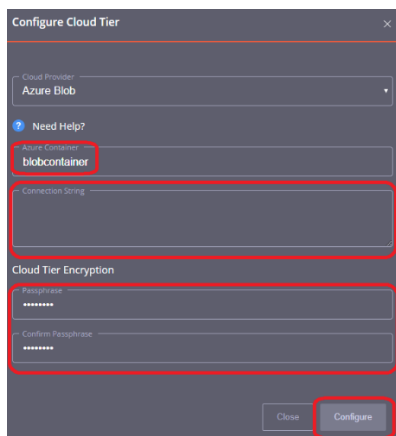 Configure Cloud Tier
Cloud Provider
Azure Blob
Need Help?
Azure Container
blobcontainer
Connection String
Cloud Tier Encryption
Passphrase
••••••••
Confirm Passphrase
••••••••
Close Configure